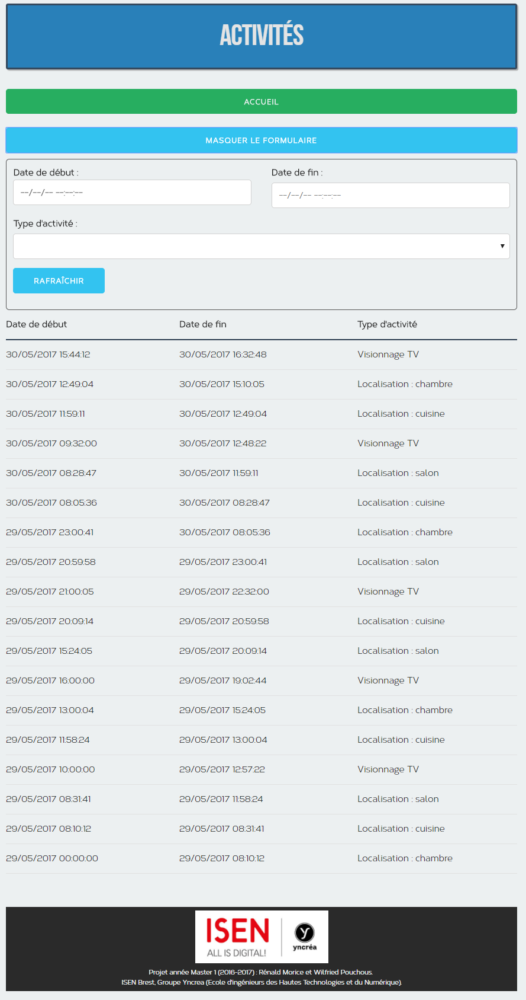 ACTIVITÉS
ACCUEIL
MASQUER LE FORMULAIRE
Date de début : Date de fin :
--/--/-- --:--:-- --/--/-- --:--:--
Type d'activité :
▼
RAFRAÎCHIR
Date de début Date de fin Type d'activité
30/05/2017 15:44:12 30/05/2017 16:32:48 Visionnage TV
30/05/2017 12:49:04 30/05/2017 15:10:05 Localisation : chambre
30/05/2017 11:59:11 30/05/2017 12:49:04 Localisation : cuisine
30/05/2017 09:32:00 30/05/2017 12:48:22 Visionnage TV
30/05/2017 08:28:47 30/05/2017 11:59:11 Localisation : salon
30/05/2017 08:05:36 30/05/2017 08:28:47 Localisation : cuisine
29/05/2017 23:00:41 30/05/2017 08:05:36 Localisation : chambre
29/05/2017 20:59:58 29/05/2017 23:00:41 Localisation : salon
29/05/2017 21:00:05 29/05/2017 22:32:00 Visionnage TV
29/05/2017 20:09:14 29/05/2017 20:59:58 Localisation : cuisine
29/05/2017 15:24:05 29/05/2017 20:09:14 Localisation : salon
29/05/2017 16:00:00 29/05/2017 19:02:44 Visionnage TV
29/05/2017 13:00:04 29/05/2017 15:24:05 Localisation : chambre
29/05/2017 11:58:24 29/05/2017 13:00:04 Localisation : cuisine
29/05/2017 10:00:00 29/05/2017 12:57:22 Visionnage TV
29/05/2017 08:31:41 29/05/2017 11:58:24 Localisation : salon
29/05/2017 08:10:12 29/05/2017 08:31:41 Localisation : cuisine
29/05/2017 00:00:00 29/05/2017 08:10:12 Localisation : chambre
ISEN
ALL IS DIGITAL!
y
yncréa
Projet année Master 1 (2016-2017) : Rénald Morice et Wilfried Pouchous.
ISEN Brest, Groupe Yncrea (Ecole d'ingénieurs des Hautes Technologies et du Numérique).